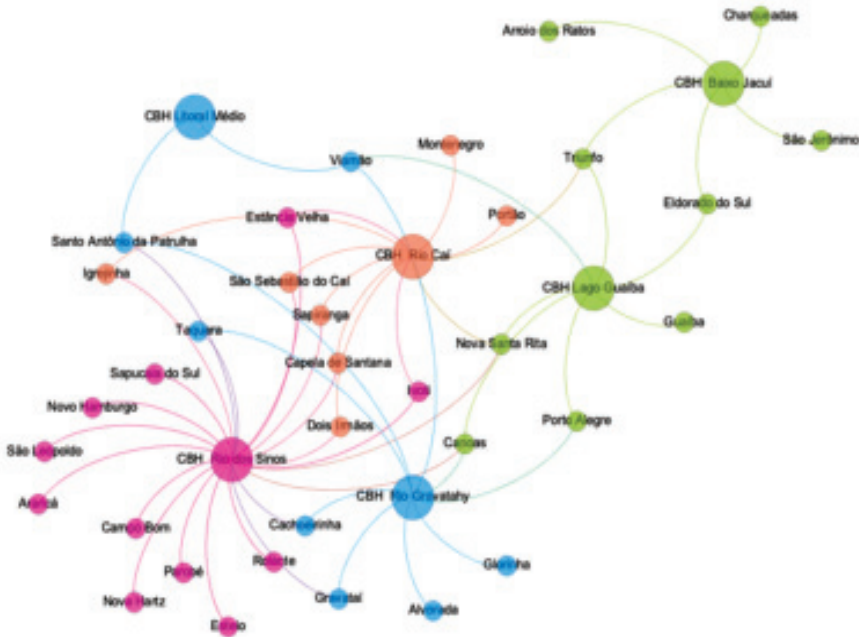 Charqueadas
Arroio dos Ratos
CBH Baixo Jacuí
CBH Litoral Médio
São Jerônimo
Montenegro
Viamão
Triunfo
Eldorado do Sul
Estância Velha
Portão
Santo Antônio da Patrulha
CBH Rio Caí
Igrejinha
São Sebastião do Caí
CBH Lago Guaíba
Sapiranga
Guaíba
Taquara
Nova Santa Rita
Capela de Santana
Sapucaia do Sul
Ivoti
Novo Hamburgo
Porto Alegre
Dois Irmãos
Canoas
São Leopoldo
CBH Rio dos Sinos
CBH Rio Gravatahy
Araricá
Cachoeirinha
Campo Bom
Rolante
Glorinha
Parobé
Gravataí
Nova Hartz
Alvorada
Esteio